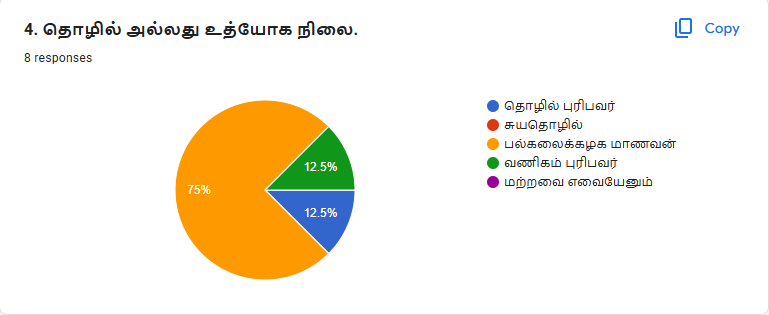 4. தொழில் அல்லது உத்யோக நிலை.
Copy
8 responses
தொழில் புரிபவர்
சுயதொழில்
பல்கலைக்கழக மாணவன்
வணிகம் புரிபவர்
மற்றவை எவையேனும்
12.5%
75%
12.5%